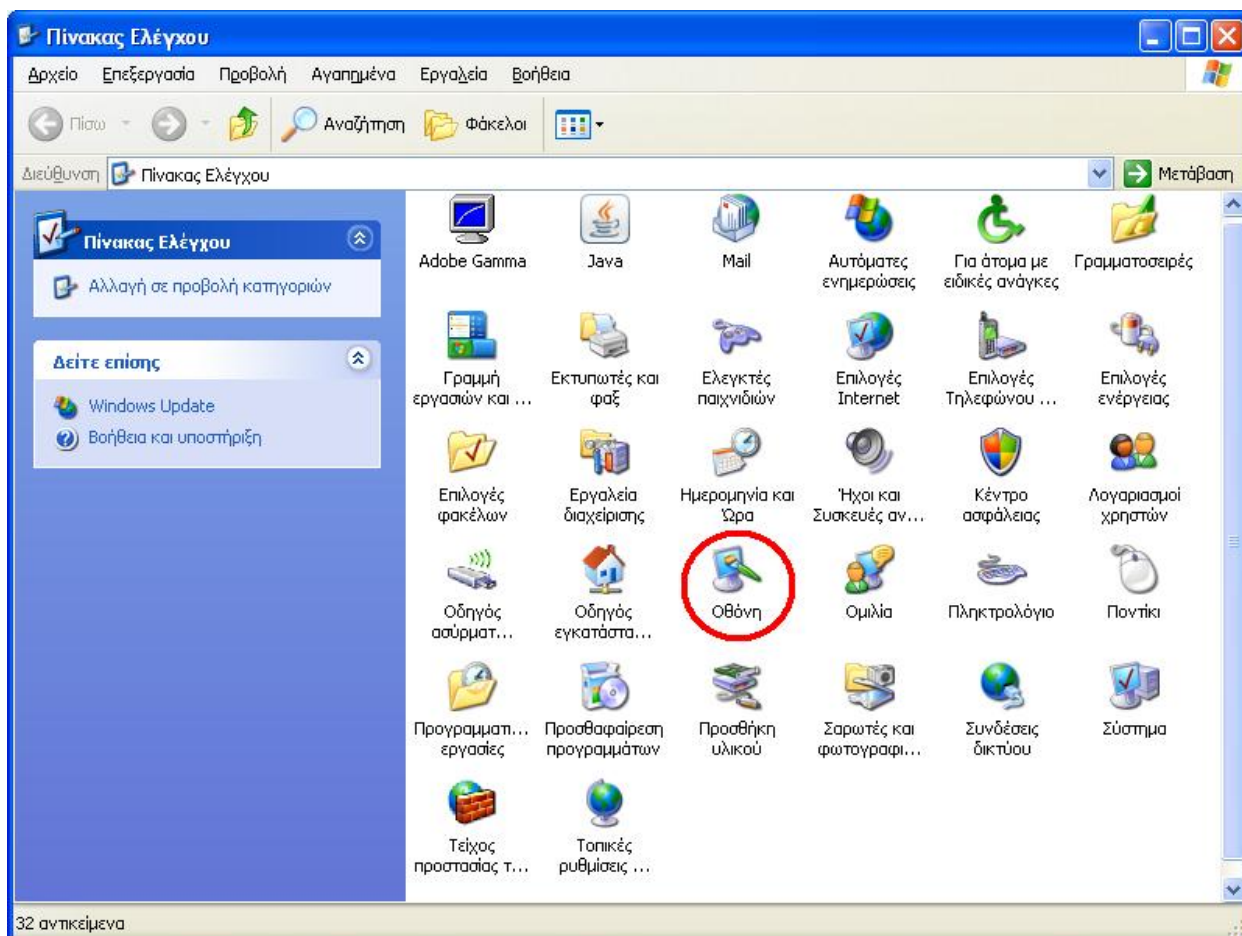 Πίνακας Ελέγχου
Αρχείο Επεξεργασία Προβολή Αγαπημένα Εργαλεία Βοήθεια
Πίσω Αναζήτηση Φάκελοι
Διεύθυνση Πίνακας Ελέγχου Μετάβαση
Πίνακας Ελέγχου
Αλλαγή σε προβολή κατηγοριών
Δείτε επίσης
Windows Update
Βοήθεια και υποστήριξη
Adobe Gamma Java Mail Αυτόματες Για άτομα με Γραμματοσειρές
ενημερώσεις ειδικές ανάγκες
Γραμμή Εκτυπωτές και Ελεγκτές Επιλογές Επιλογές Επιλογές
εργασιών και ... φαξ παιχνιδιών Internet Τηλεφώνου ... ενέργειας
Επιλογές Εργαλεία Ημερομηνία και Ήχοι και Κέντρο Λογαριασμοί
φακέλων διαχείρισης Ώρα Συσκευές αν... ασφάλειας χρηστών
Οδηγός Οδηγός Οθόνη Ομιλία Πληκτρολόγιο Ποντίκι
ασύρματ... εγκατάστα...
Προγραμματι... Προσθαφαίρεση Προσθήκη Σαρωτές και Συνδέσεις Σύστημα
εργασίες προγραμμάτων υλικού φωτογραφι... δικτύου
Τείχος Τοπικές
προστασίας τ... ρυθμίσεις ...
32 αντικείμενα